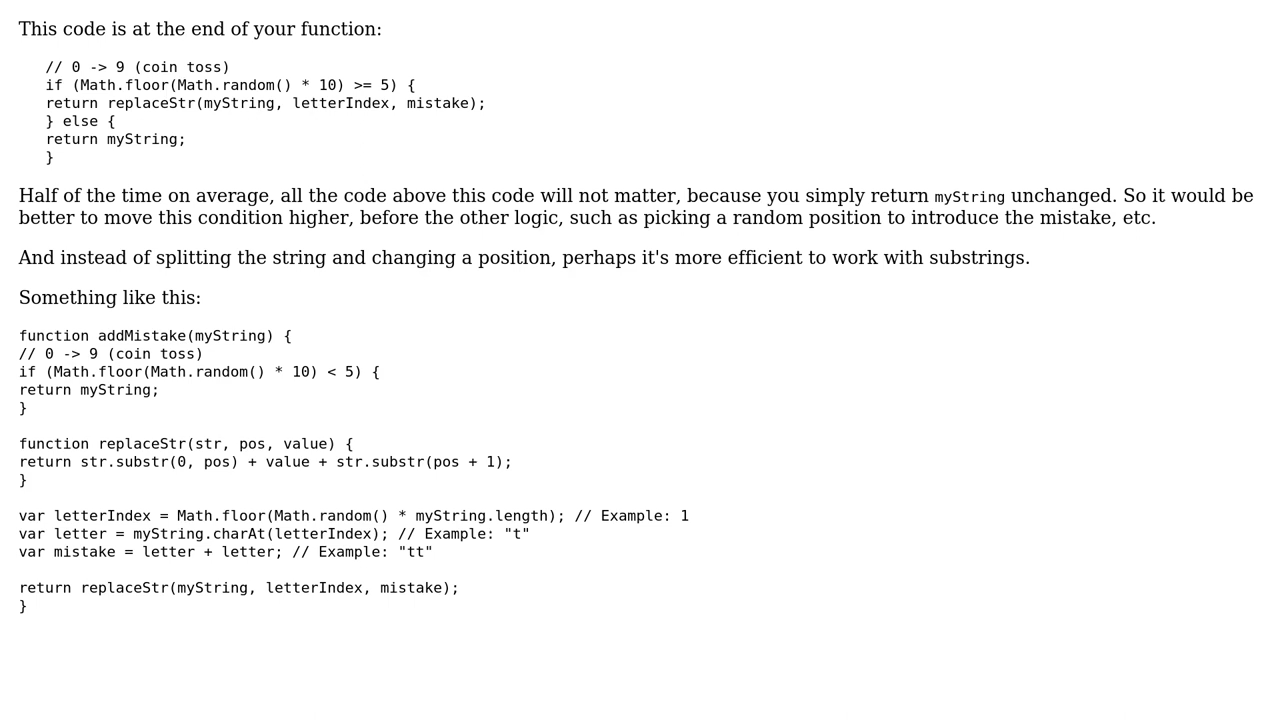 This code is at the end of your function:
// 0 -> 9 (coin toss)
if (Math.floor(Math.random() * 10) >= 5) {
return replaceStr(myString, letterIndex, mistake);
} else {
return myString;
}
Half of the time on average, all the code above this code will not matter, because you simply return myString unchanged. So it would be
better to move this condition higher, before the other logic, such as picking a random position to introduce the mistake, etc.
And instead of splitting the string and changing a position, perhaps it's more efficient to work with substrings.
Something like this:
function addMistake(myString) {
// 0 -> 9 (coin toss)
if (Math.floor(Math.random() * 10) < 5) {
return myString;
}
function replaceStr(str, pos, value) {
return str.substr(0, pos) + value + str.substr(pos + 1);
}
var letterIndex = Math.floor(Math.random() * myString.length); // Example: 1
var letter = myString.charAt(letterIndex); // Example: "t"
var mistake = letter + letter; // Example: "tt"
return replaceStr(myString, letterIndex, mistake);
}